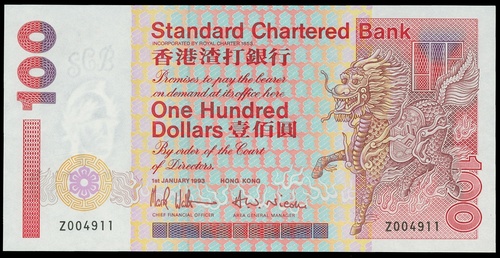 100
Standard Chartered Bank
INCORPORATED BY ROYAL CHARTER 1853
香港渣打銀行
Promises to pay the bearer
on demand at its office here
One Hundred
Dollars 壹佰圓
By order of the Court
of Directors.
1st JANUARY 1993 HONG KONG
CHIEF FINANCIAL OFFICER AREA GENERAL MANAGER
Z004911
Z004911
100